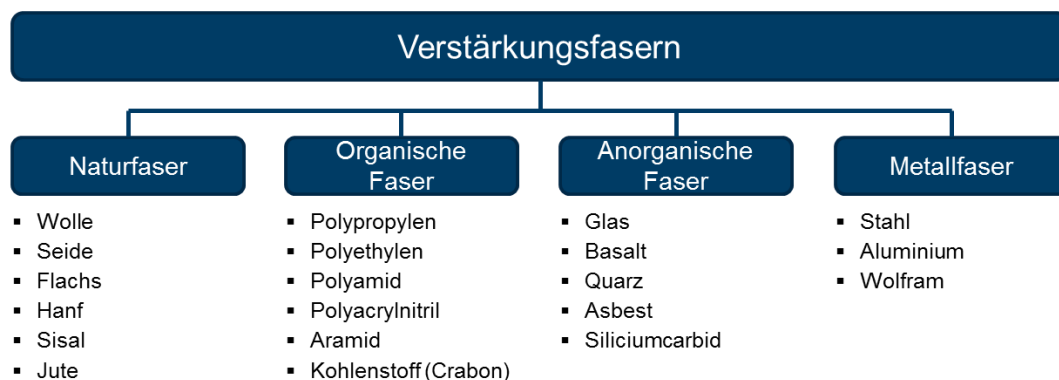 Verstärkungsfasern
Naturfaser
Wolle
Seide
Flachs
Hanf
Sisal
Jute
Organische
Faser
Polypropylen
Polyethylen
Polyamid
Polyacrylnitril
Aramid
Kohlenstoff (Crabon)
Anorganische
Faser
Glas
Basalt
Quarz
Asbest
Siliciumcarbid
Metallfaser
Stahl
Aluminium
Wolfram